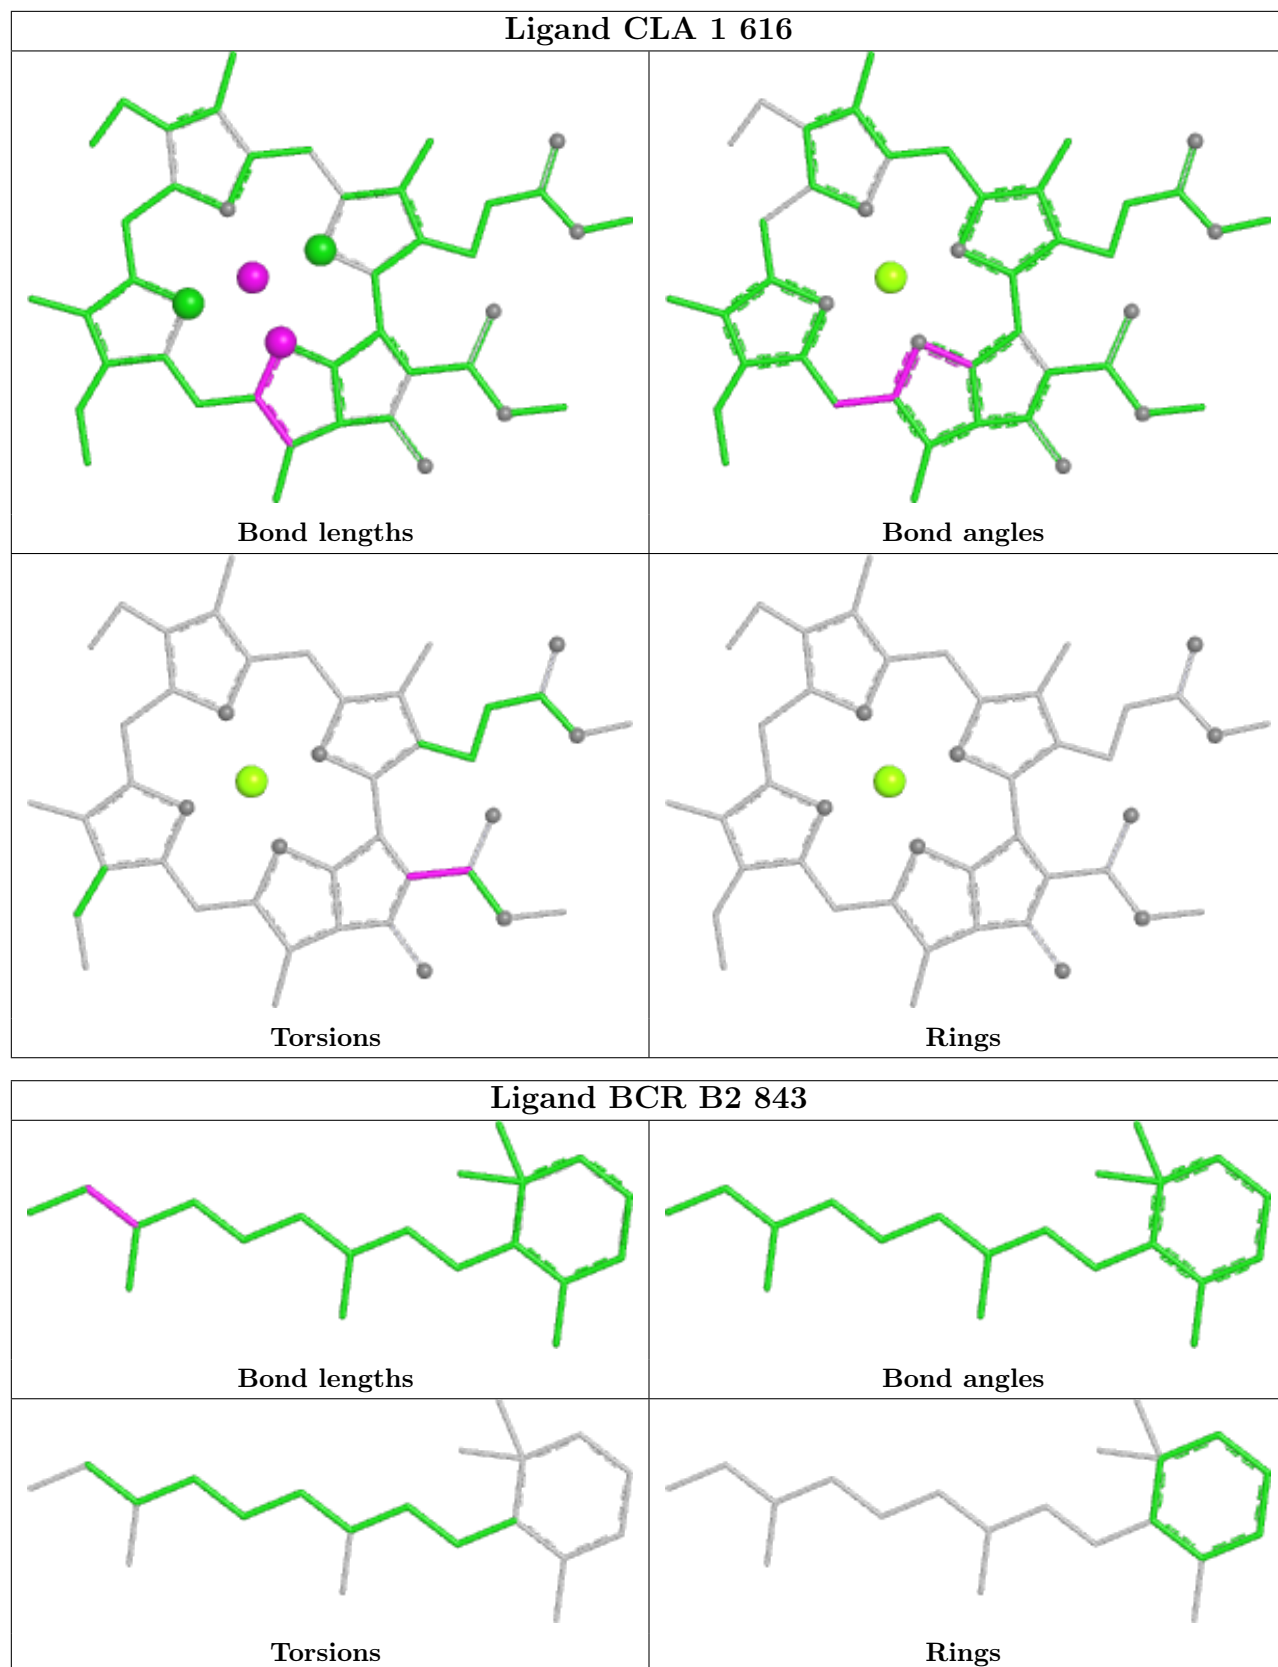 Ligand CLA 1 616
Bond lengths
Bond angles
Torsions
Rings
Ligand BCR B2 843
Bond lengths
Bond angles
Torsions
Rings